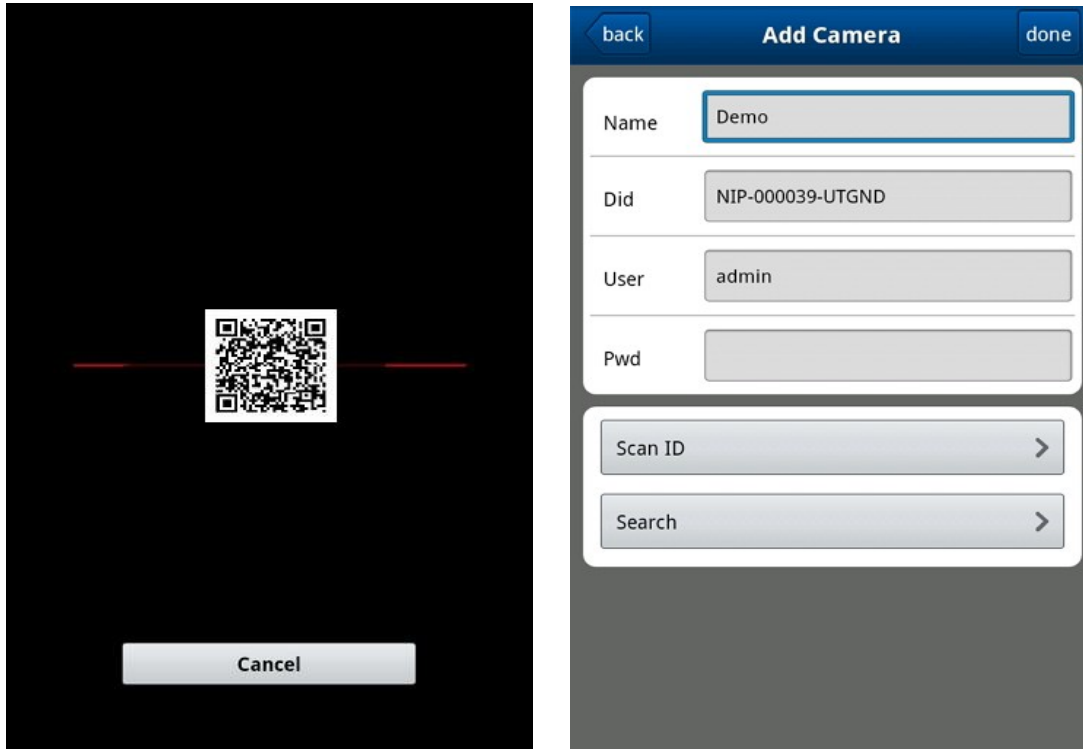 Cancel
back Add Camera done
Name Demo
Did NIP-000039-UTGND
User admin
Pwd
Scan ID
Search